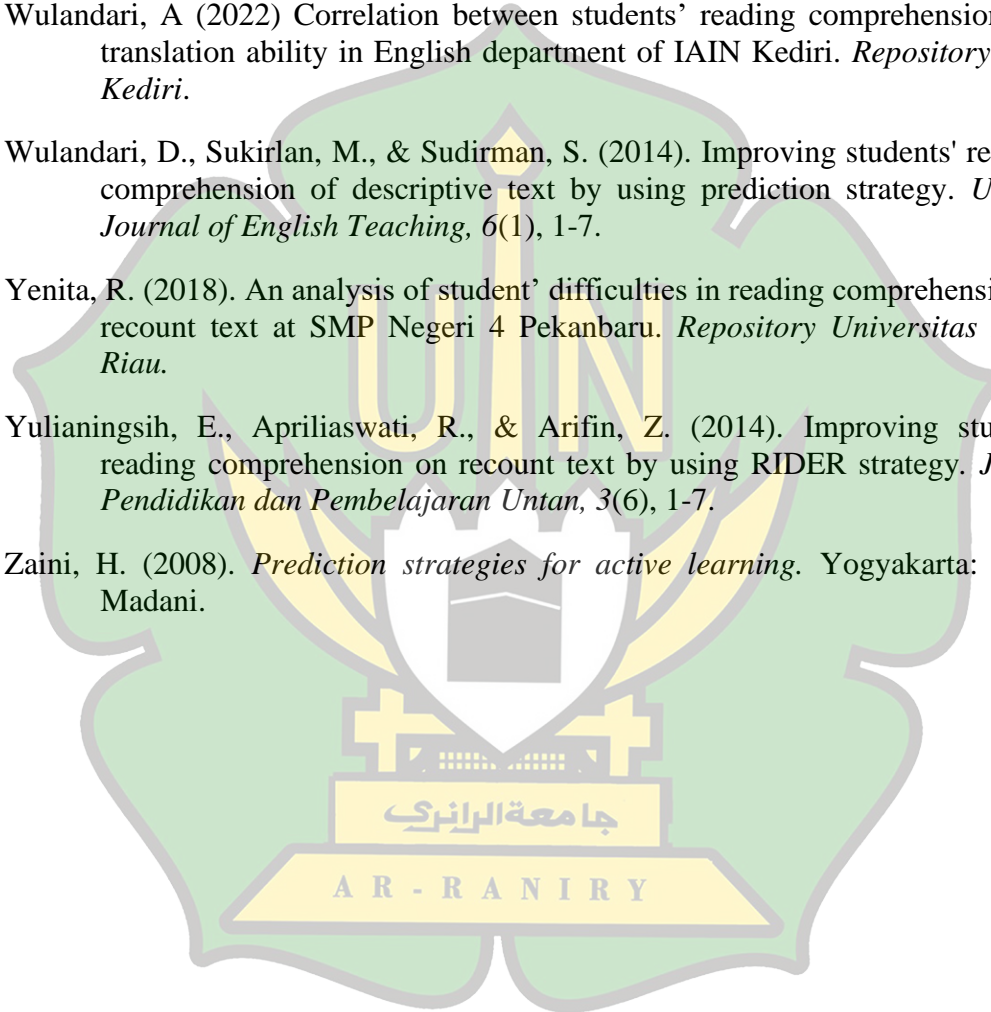 Wulandari, A (2022) Correlation between students’ reading comprehension
translation ability in English department of IAIN Kediri. Repository
Kediri.
Wulandari, D., Sukirlan, M., & Sudirman, S. (2014). Improving students' re
comprehension of descriptive text by using prediction strategy. U
Journal of English Teaching, 6(1), 1-7.
Yenita, R. (2018). An analysis of student’ difficulties in reading comprehensi
recount text at SMP Negeri 4 Pekanbaru. Repository Universitas
Riau.
Yulianingsih, E., Apriliaswati, R., & Arifin, Z. (2014). Improving stu
reading comprehension on recount text by using RIDER strategy. J
Pendidikan dan Pembelajaran Untan, 3(6), 1-7.
Zaini, H. (2008). Prediction strategies for active learning. Yogyakarta:
Madani.
UIN
جامعةالرانري
AR-RANIRY